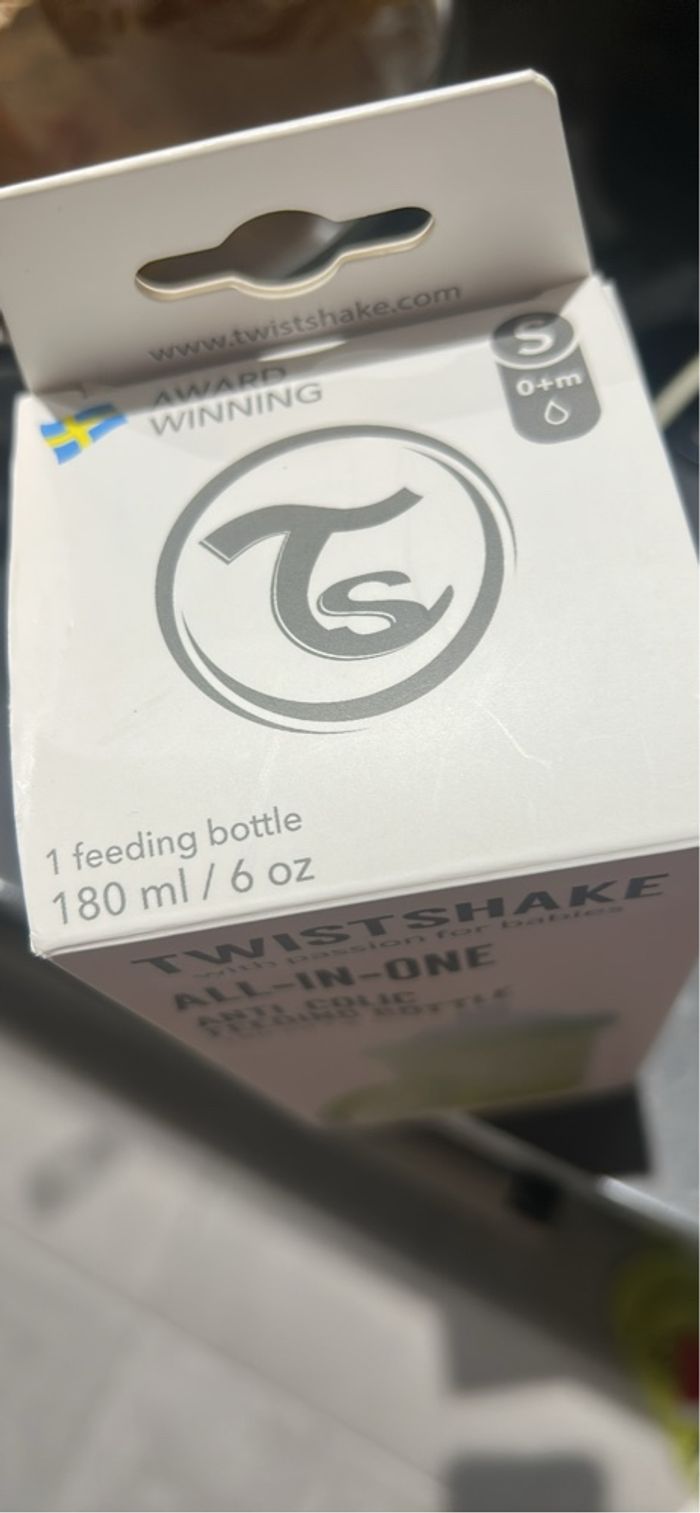 www.twistshake.com
AWARD
WINNING
S
0+m
Ts
1 feeding bottle
180 ml / 6 oz
TWISTSHAKE
with passion for babies
ALL-IN-ONE
ANTI COLIC
FEEDING BOTTLE